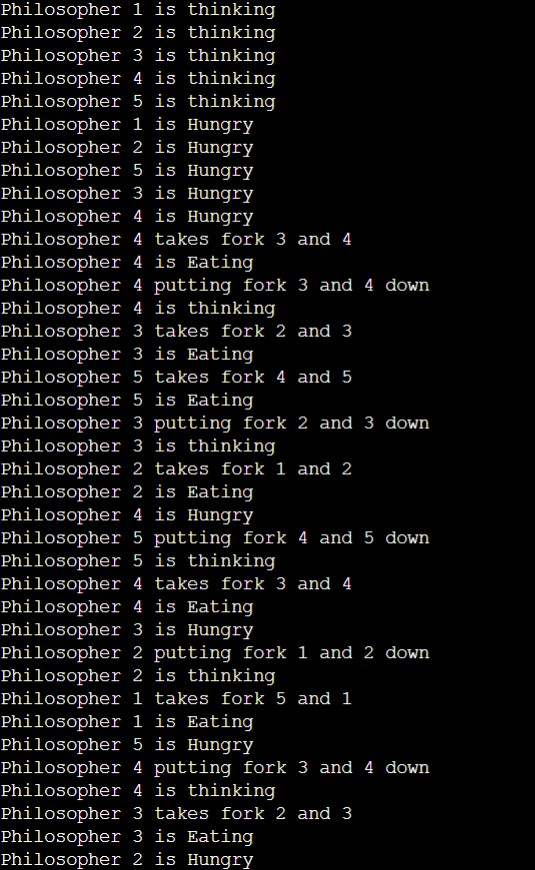 Philosopher 1 is thinking
Philosopher 2 is thinking
Philosopher 3 is thinking
Philosopher 4 is thinking
Philosopher 5 is thinking
Philosopher 1 is Hungry
Philosopher 2 is Hungry
Philosopher 5 is Hungry
Philosopher 3 is Hungry
Philosopher 4 is Hungry
Philosopher 4 takes fork 3 and 4
Philosopher 4 is Eating
Philosopher 4 putting fork 3 and 4 down
Philosopher 4 is thinking
Philosopher 3 takes fork 2 and 3
Philosopher 3 is Eating
Philosopher 5 takes fork 4 and 5
Philosopher 5 is Eating
Philosopher 3 putting fork 2 and 3 down
Philosopher 3 is thinking
Philosopher 2 takes fork 1 and 2
Philosopher 2 is Eating
Philosopher 4 is Hungry
Philosopher 5 putting fork 4 and 5 down
Philosopher 5 is thinking
Philosopher 4 takes fork 3 and 4
Philosopher 4 is Eating
Philosopher 3 is Hungry
Philosopher 2 putting fork 1 and 2 down
Philosopher 2 is thinking
Philosopher 1 takes fork 5 and 1
Philosopher 1 is Eating
Philosopher 5 is Hungry
Philosopher 4 putting fork 3 and 4 down
Philosopher 4 is thinking
Philosopher 3 takes fork 2 and 3
Philosopher 3 is Eating
Philosopher 2 is Hungry